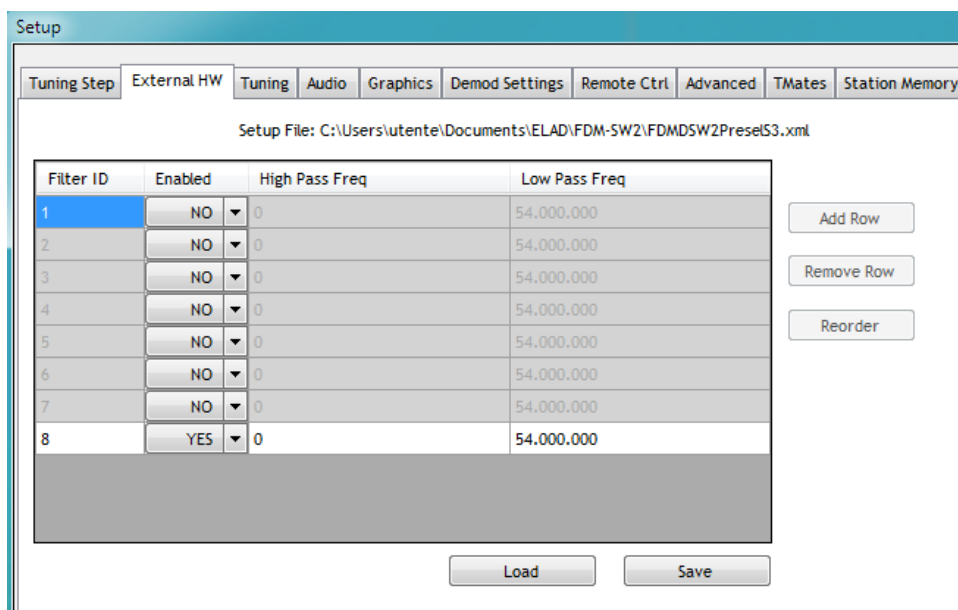 Setup
Tuning Step External HW Tuning Audio Graphics Demod Settings Remote Ctrl Advanced TMates Station Memory
Setup File: C:\Users\utente\Documents\ELAD\FDM-SW2\FDMDSW2PreselS3.xml
Filter ID Enabled High Pass Freq Low Pass Freq
1 NO 0 54.000.000
2 NO 0 54.000.000
3 NO 0 54.000.000
4 NO 0 54.000.000
5 NO 0 54.000.000
6 NO 0 54.000.000
7 NO 0 54.000.000
8 YES 0 54.000.000
Add Row
Remove Row
Reorder
Load Save